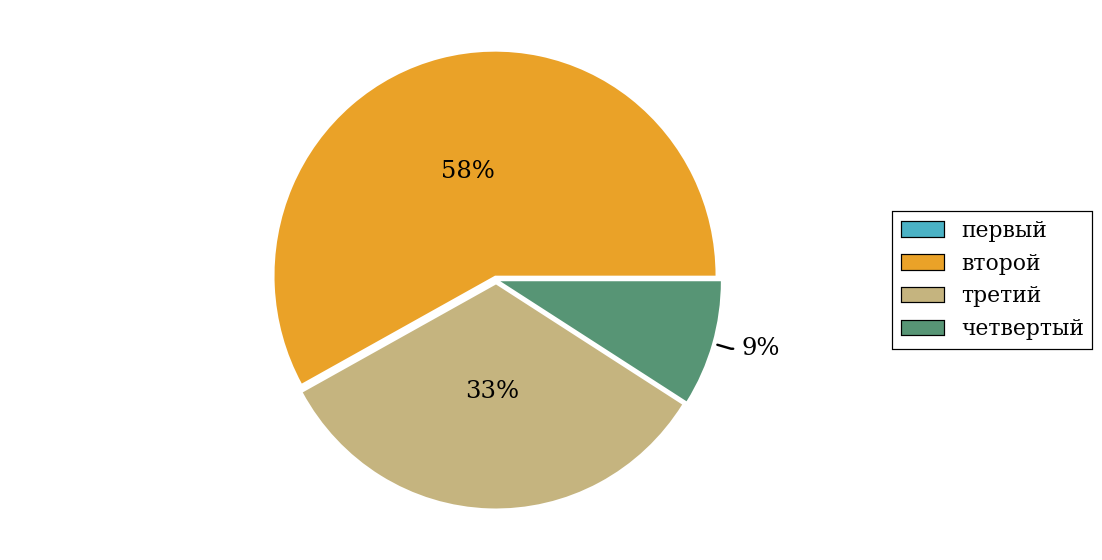 58%
33%
9%
первый
второй
третий
четвертый